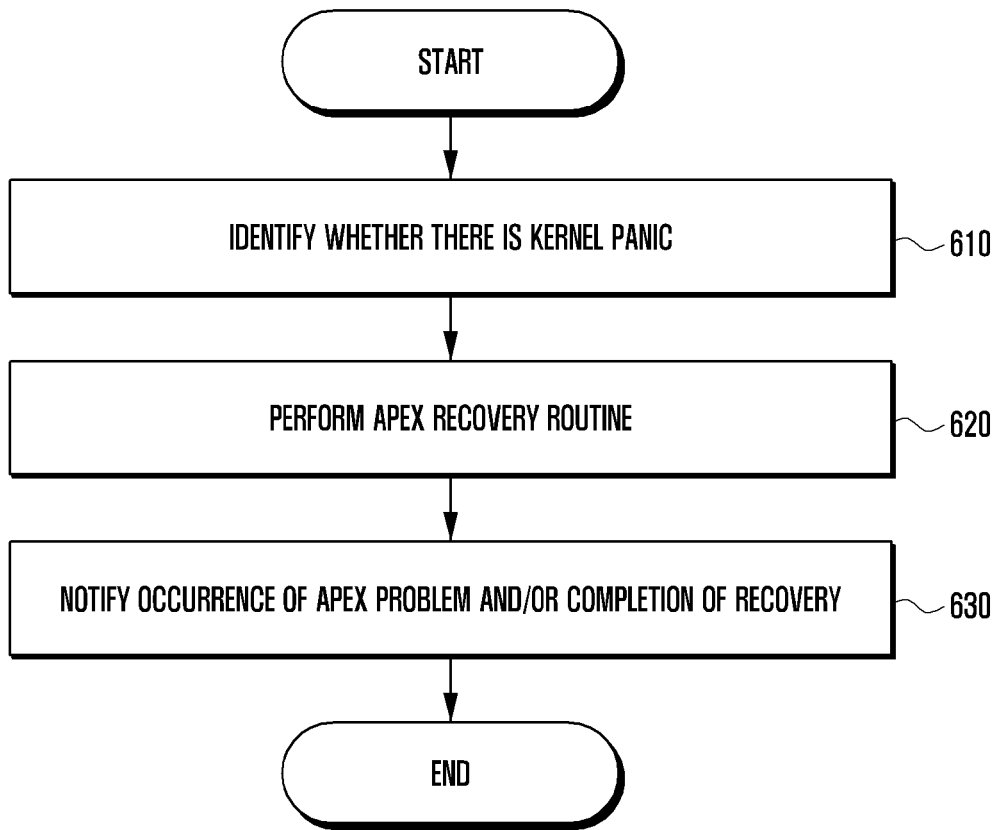 START
IDENTIFY WHETHER THERE IS KERNEL PANIC
610
PERFORM APEX RECOVERY ROUTINE
620
NOTIFY OCCURRENCE OF APEX PROBLEM AND/OR COMPLETION OF RECOVERY
630
END